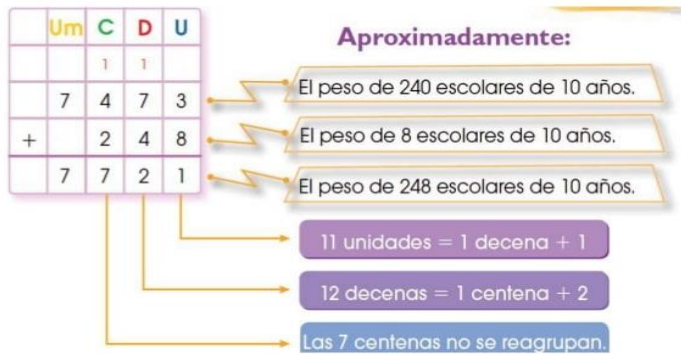 Um C D U
1 1
7 4 7 3
+ 2 4 8
7 7 2 1
Aproximadamente:
El peso de 240 escolares de 10 años.
El peso de 8 escolares de 10 años.
El peso de 248 escolares de 10 años.
11 unidades = 1 decena + 1
12 decenas = 1 centena + 2
Las 7 centenas no se reagrupan.